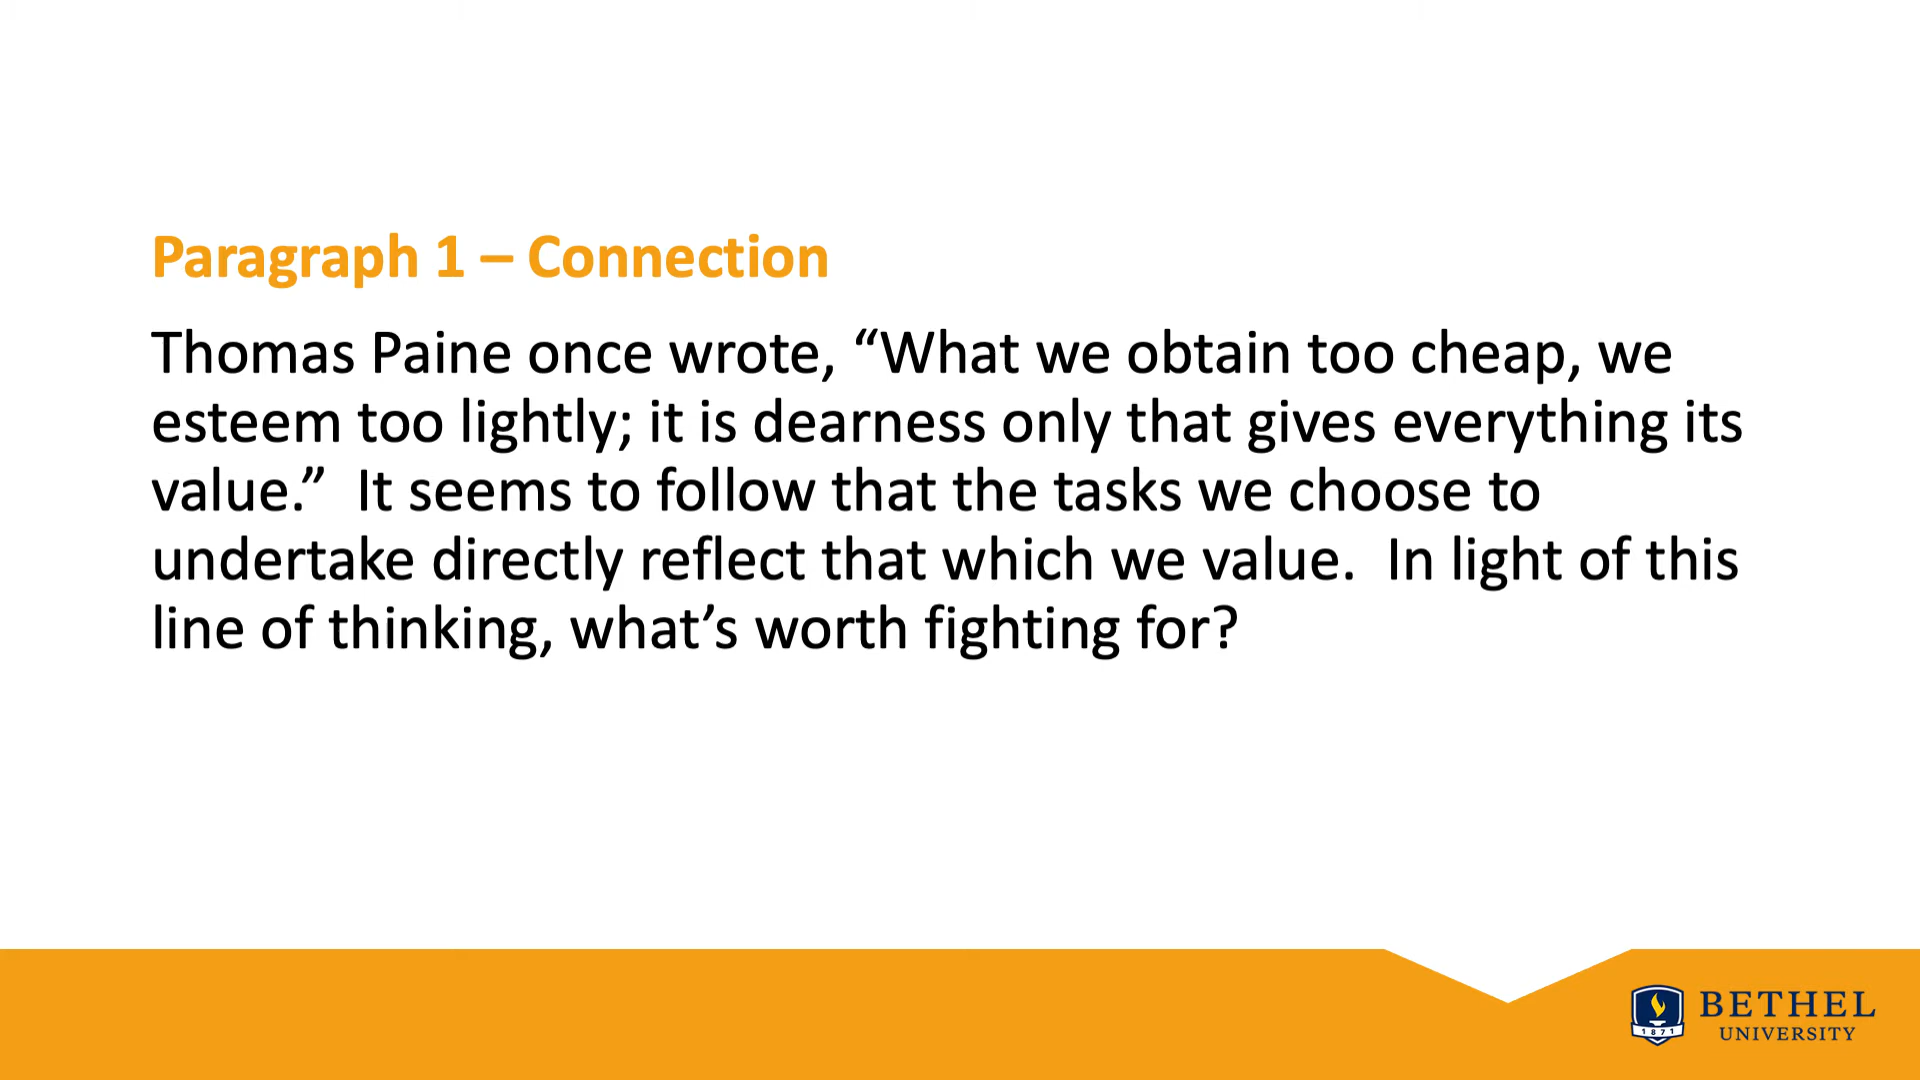 Paragraph 1 – Connection
Thomas Paine once wrote, “What we obtain too cheap, we
esteem too lightly; it is dearness only that gives everything its
value.”  It seems to follow that the tasks we choose to
undertake directly reflect that which we value.  In light of this
line of thinking, what’s worth fighting for?
BETHEL
UNIVERSITY
1871